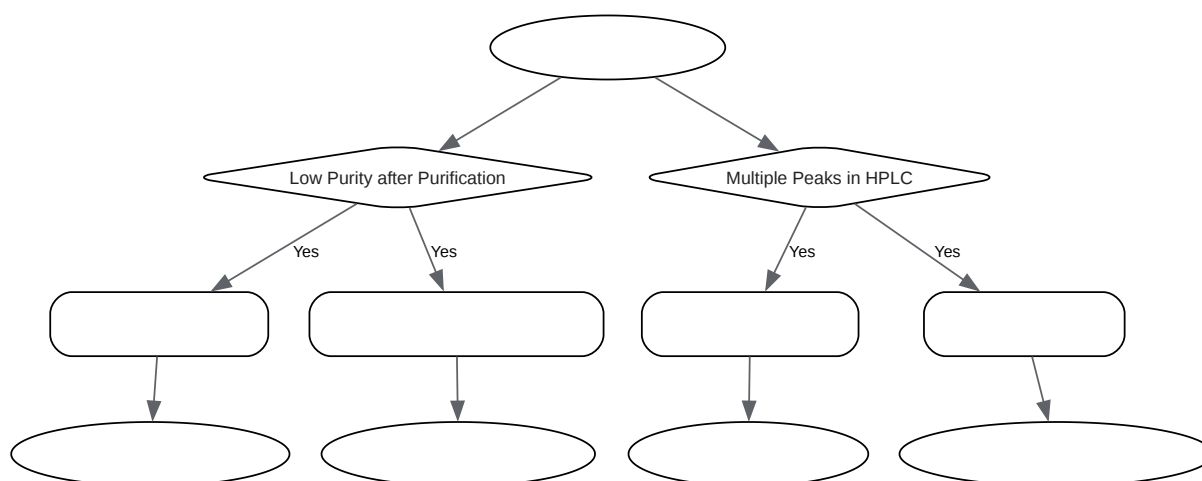 Low Purity after Purification
Multiple Peaks in HPLC
Yes
Yes
Yes
Yes